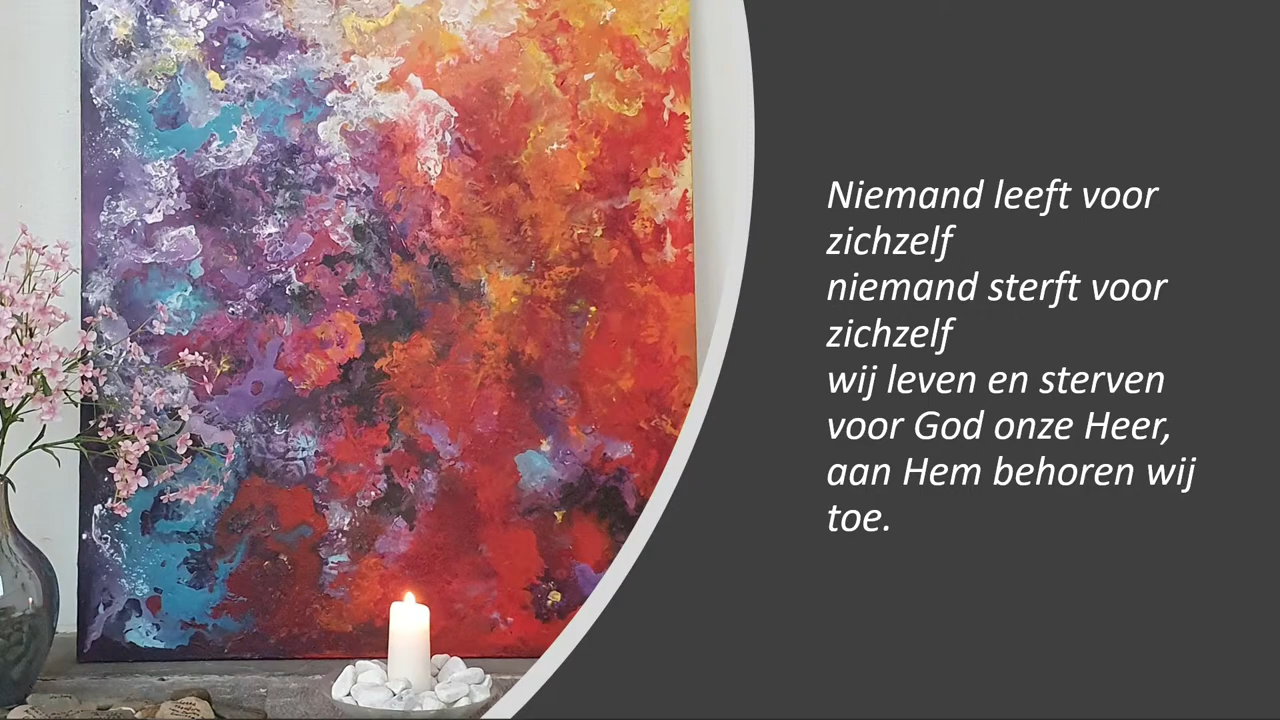 Niemand leeft voor
zichzelf
niemand sterft voor
zichzelf
wij leven en sterven
voor God onze Heer,
aan Hem behoren wij
toe.